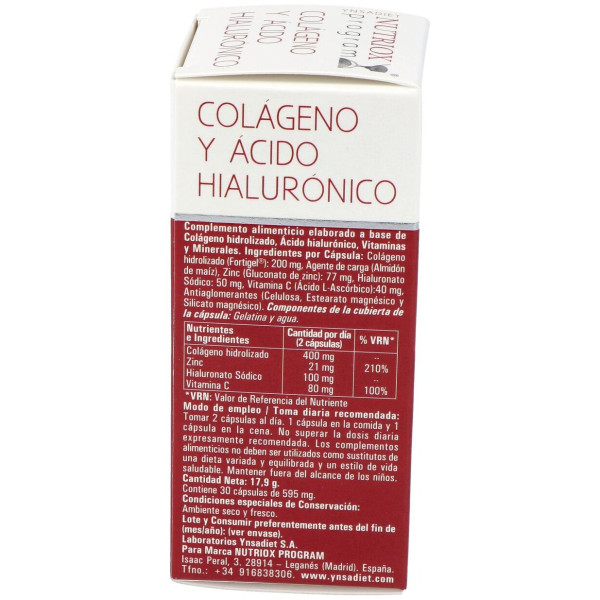 YNSADIET
NUTRIOX
program
COLÁGENO
Y ÁCIDO
HIALURÓNICO
COLÁGENO
Y ÁCIDO
HIALURÓNICO
Complemento alimenticio elaborado a base de
Colágeno hidrolizado, Ácido hialurónico, Vitaminas
y Minerales. Ingredientes por Cápsula: Colágeno
hidrolizado (Fortigel®): 200 mg, Agente de carga (Almidón
de maíz), Zinc (Gluconato de zinc): 77 mg, Hialuronato
Sódico: 50 mg, Vitamina C (Ácido L-Ascórbico):40 mg,
Antiaglomerantes (Celulosa, Estearato magnésico y
Silicato magnésico). Componentes de la cubierta de
la cápsula: Gelatina y agua.
Nutrientes e Ingredientes Cantidad por día (2 cápsulas) % VRN*
Colágeno hidrolizado 400 mg --
Zinc 21 mg 210%
Hialuronato Sódico 100 mg --
Vitamina C 80 mg 100%
*VRN: Valor de Referencia del Nutriente
Modo de empleo / Toma diaria recomendada:
Tomar 2 cápsulas al día. 1 cápsula en la comida y 1
cápsula en la cena. No superar la dosis diaria
expresamente recomendada. Los complementos
alimenticios no deben ser utilizados como sustitutos de
una dieta variada y equilibrada y un estilo de vida
saludable. Mantener fuera del alcance de los niños.
Cantidad Neta: 17,9 g.
Contiene 30 cápsulas de 595 mg.
Condiciones especiales de Conservación:
Ambiente seco y fresco.
Lote y Consumir preferentemente antes del fin de
(mes/año): (ver envase).
Laboratorios Ynsadiet S.A.
Para Marca NUTRIOX PROGRAM
Isaac Peral, 3. 28914 – Leganés (Madrid). España.
Tfno.: +34 916838306. www.ynsadiet.com